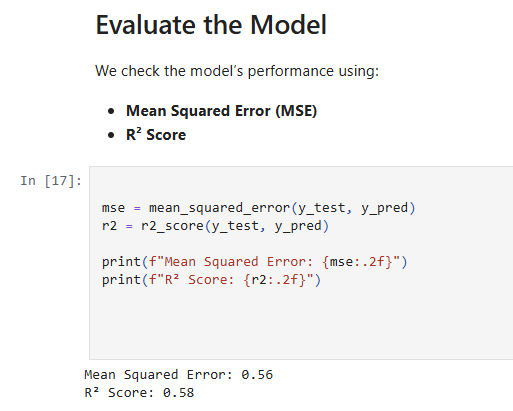 Evaluate the Model
We check the model’s performance using:
• Mean Squared Error (MSE)
• R² Score
In [17]:
mse = mean_squared_error(y_test, y_pred)
r2 = r2_score(y_test, y_pred)
print(f"Mean Squared Error: {mse:.2f}")
print(f"R² Score: {r2:.2f}")
Mean Squared Error: 0.56
R² Score: 0.58